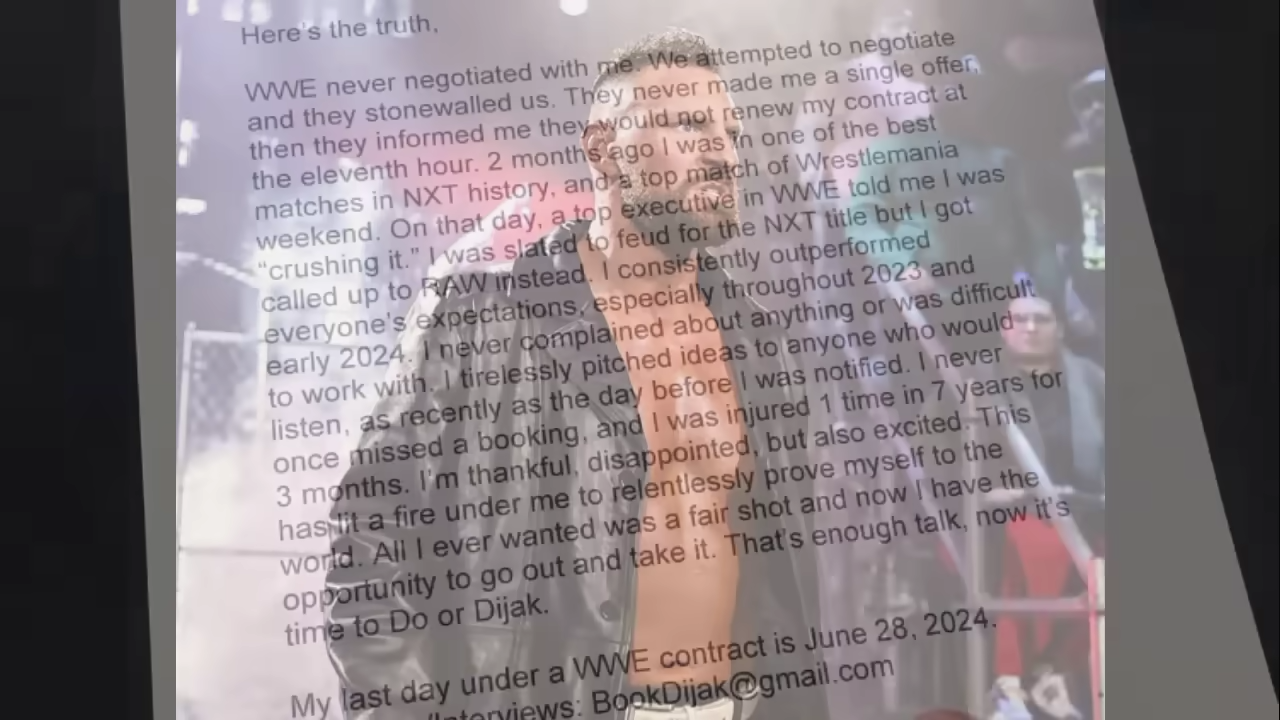 Here's the truth,
WWE never negotiated with me. We attempted to negotiate
and they stonewalled us. They never made me a single offer,
then they informed me they would not renew my contract at
the eleventh hour. 2 months ago I was in one of the best
matches in NXT history, and a top match of Wrestlemania
weekend. On that day, a top executive in WWE told me I was
“crushing it.” I was slated to feud for the NXT title but I got
called up to RAW instead. I consistently outperformed
everyone's expectations, especially throughout 2023 and
early 2024. I never complained about anything or was difficult
to work with. I tirelessly pitched ideas to anyone who would
listen, as recently as the day before I was notified. I never
once missed a booking, and I was injured 1 time in 7 years for
3 months. I'm thankful, disappointed, but also excited. This
has lit a fire under me to relentlessly prove myself to the
world. All I ever wanted was a fair shot and now I have the
opportunity to go out and take it. That's enough talk, now it's
time to Do or Dijak.
My last day under a WWE contract is June 28, 2024.
/Interviews: BookDijak@gmail.com